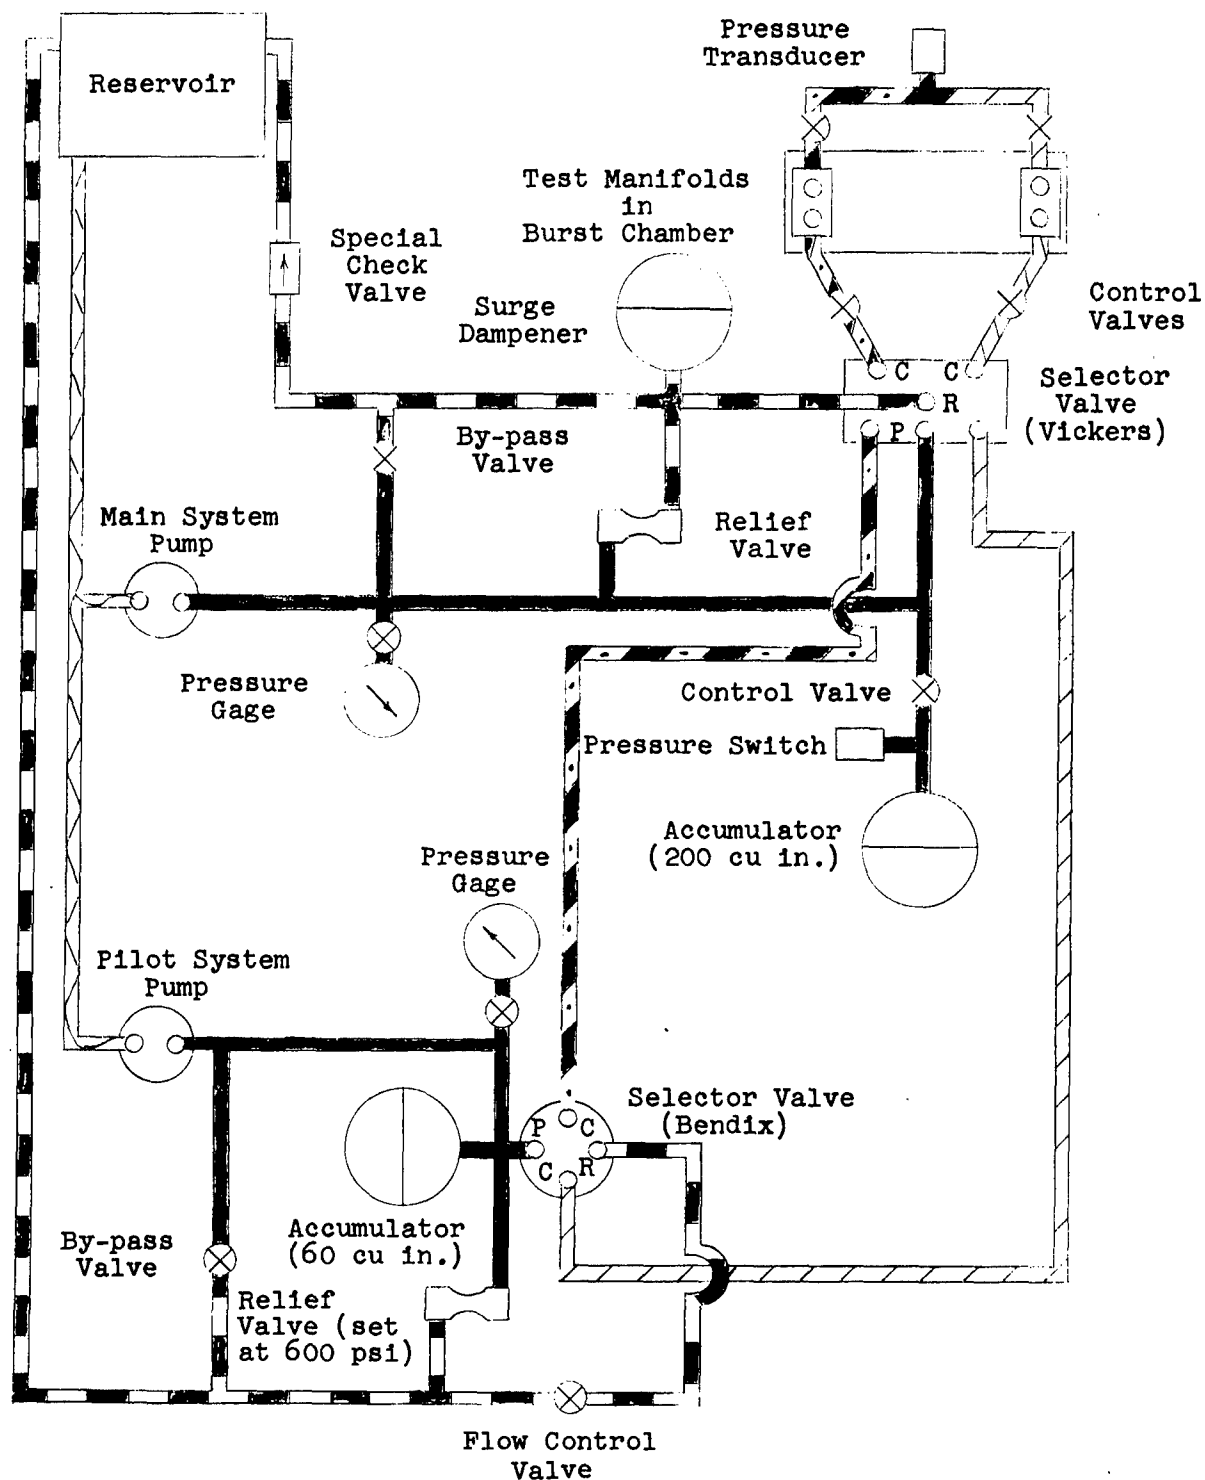 Pressure
Transducer
Reservoir
Test Manifolds
in
Burst Chamber
Special
Check
Valve
Surge
Dampener
Control
Valves
C C
R
P
Selector
Valve
(Vickers)
By-pass
Valve
Main System
Pump
Relief
Valve
Pressure
Gage
Control Valve
Pressure Switch
Accumulator
(200 cu in.)
Pressure
Gage
Pilot System
Pump
Selector Valve
(Bendix)
P C
C R
Accumulator
(60 cu in.)
By-pass
Valve
Relief
Valve (set
at 600 psi)
Flow Control
Valve